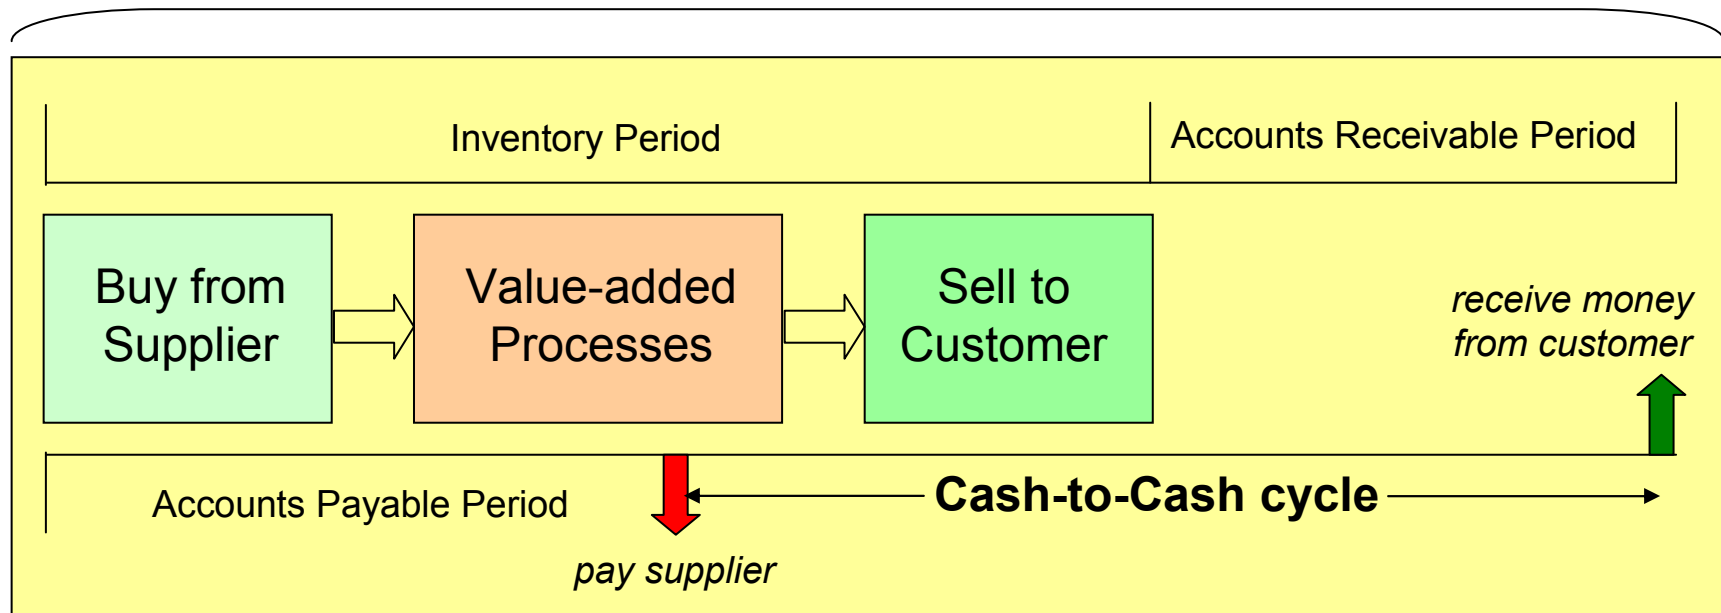 Inventory Period
Accounts Receivable Period
Buy from
Supplier
Value-added
Processes
Sell to
Customer
receive money
from customer
Accounts Payable Period
Cash-to-Cash cycle
pay supplier